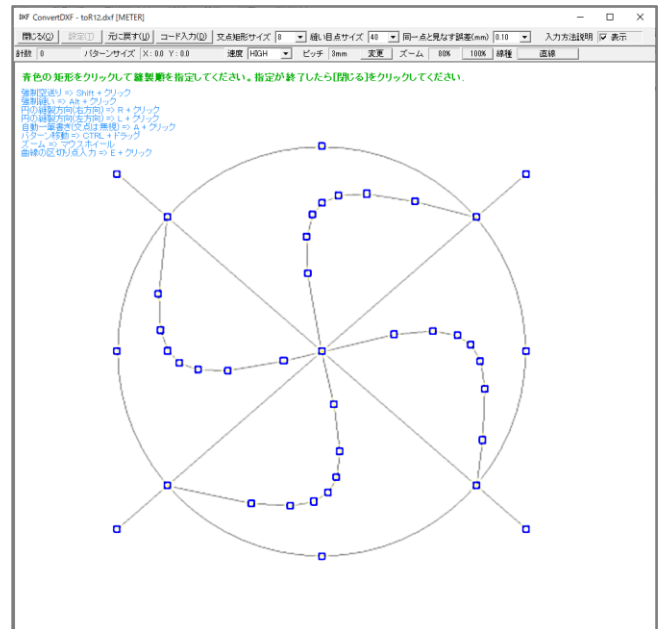 DXF ConvertDXF - toR12.dxf [METER]
閉じる(C) 設定(I) 元に戻す(U) コード入力(D) 交点矩形サイズ 8 縫い目点サイズ 40 同一点と見なす誤差(mm) 0.10 入力方法説明 表示
針数 0 パターンサイズ X : 0.0 Y : 0.0 速度 HIGH ピッチ 3mm 変更 ズーム 80% 100% 線種 直線
青色の矩形をクリックして縫製順を指定してください。指定が終了したら[閉じる]をクリックしてください.
強制空送り => Shift + クリック
強制縫い => Alt + クリック
円の縫製方向(右方向) => R + クリック
円の縫製方向(左方向) => L + クリック
自動一筆書き(交点は無視) => A + クリック
パターン移動 => CTRL + ドラッグ
ズーム => マウスホイール
曲線の区切り点入力 => E + クリック